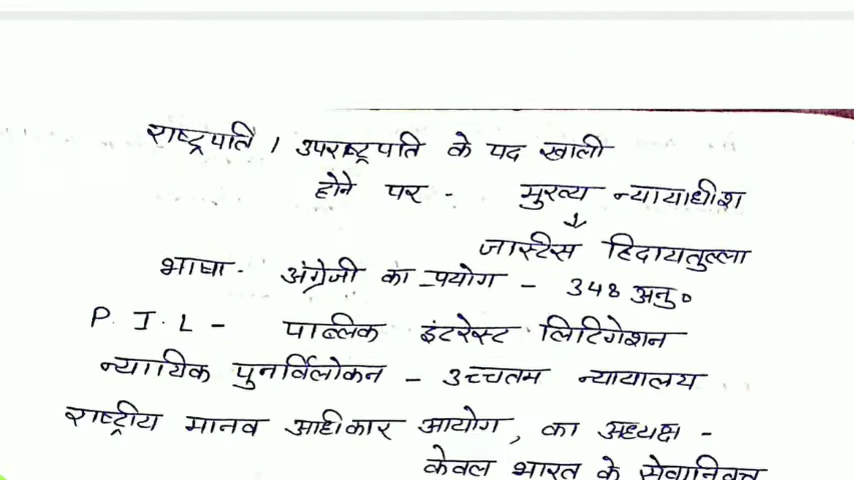 राष्ट्रपति / उपराष्ट्रपति के पद खाली
होने पर - मुख्य न्यायाधीश
↓
जास्टिस हिदायतुल्ला
भाषा - अंग्रेजी का प्रयोग - 348 अनु०
P. I. L - पाब्लिक इंटरेस्ट लिटिगेशन
न्यायिक पुनर्विलोकन - उच्चतम न्यायालय
राष्ट्रीय मानव अधीकार आयोग, का अध्यक्ष -
केवल भारत के सेवानिवृत्त